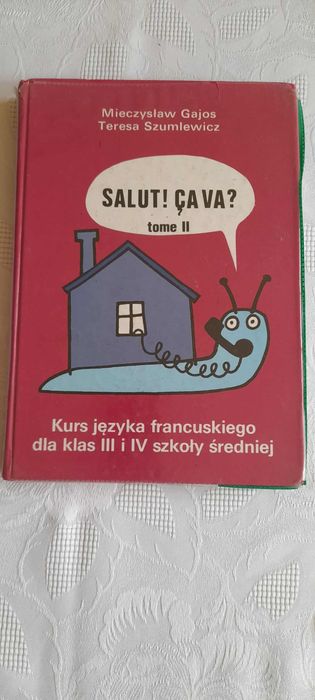 Mieczysław Gajos
Teresa Szumlewicz
SALUT! ÇA VA?
tome II
Kurs języka francuskiego
dla klas III i IV szkoły średniej